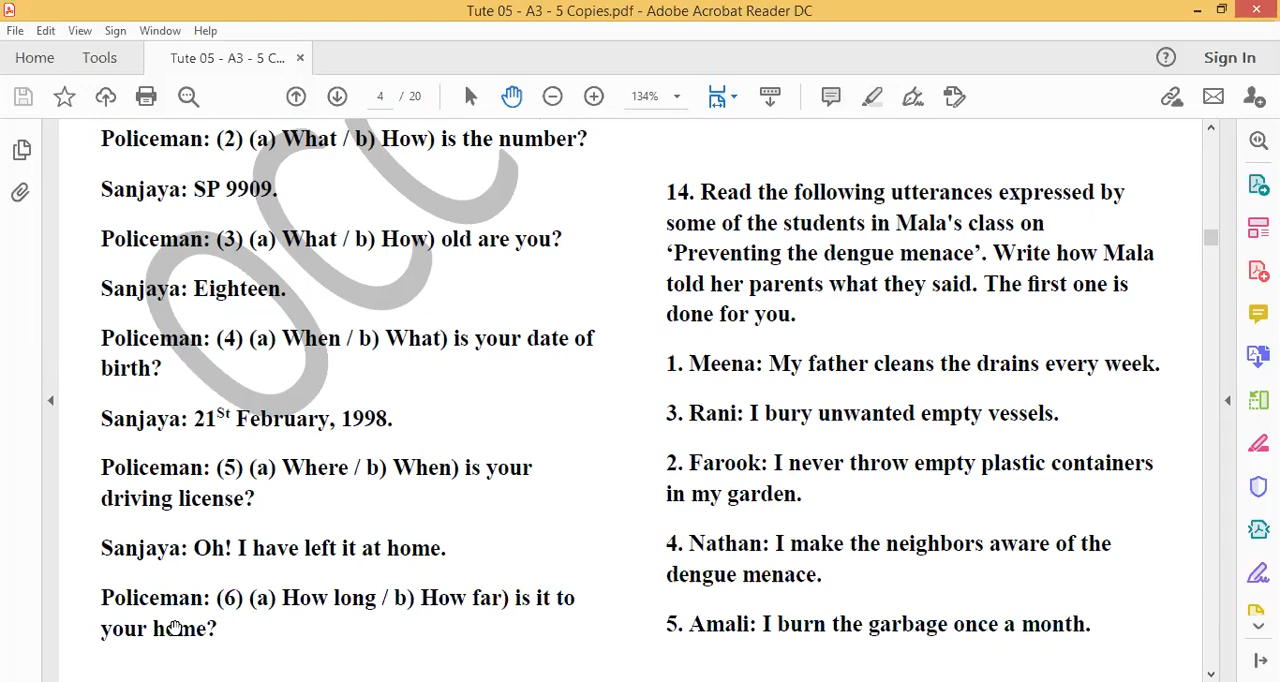 Tute 05 - A3 - 5 Copies.pdf - Adobe Acrobat Reader DC
File Edit View Sign Window Help
Home Tools Tute 05 - A3 - 5 C... × Sign In
4 / 20 134%
Policeman: (2) (a) What / b) How) is the number?
Sanjaya: SP 9909.
Policeman: (3) (a) What / b) How) old are you?
Sanjaya: Eighteen.
Policeman: (4) (a) When / b) What) is your date of
birth?
Sanjaya: 21St February, 1998.
Policeman: (5) (a) Where / b) When) is your
driving license?
Sanjaya: Oh! I have left it at home.
Policeman: (6) (a) How long / b) How far) is it to
your home?
14. Read the following utterances expressed by
some of the students in Mala's class on
‘Preventing the dengue menace’. Write how Mala
told her parents what they said. The first one is
done for you.
1. Meena: My father cleans the drains every week.
3. Rani: I bury unwanted empty vessels.
2. Farook: I never throw empty plastic containers
in my garden.
4. Nathan: I make the neighbors aware of the
dengue menace.
5. Amali: I burn the garbage once a month.